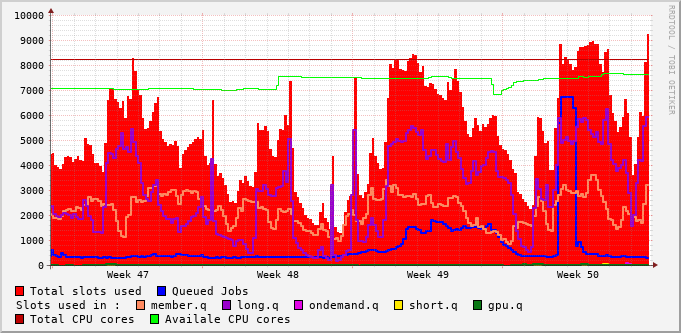 10000
9000
8000
7000
6000
5000
4000
3000
2000
1000
0
Week 47 Week 48 Week 49 Week 50
RRDTOOL / TOBI OETIKER
Total slots used Queued Jobs
Slots used in : member.q long.q ondemand.q short.q gpu.q
Total CPU cores Availale CPU cores